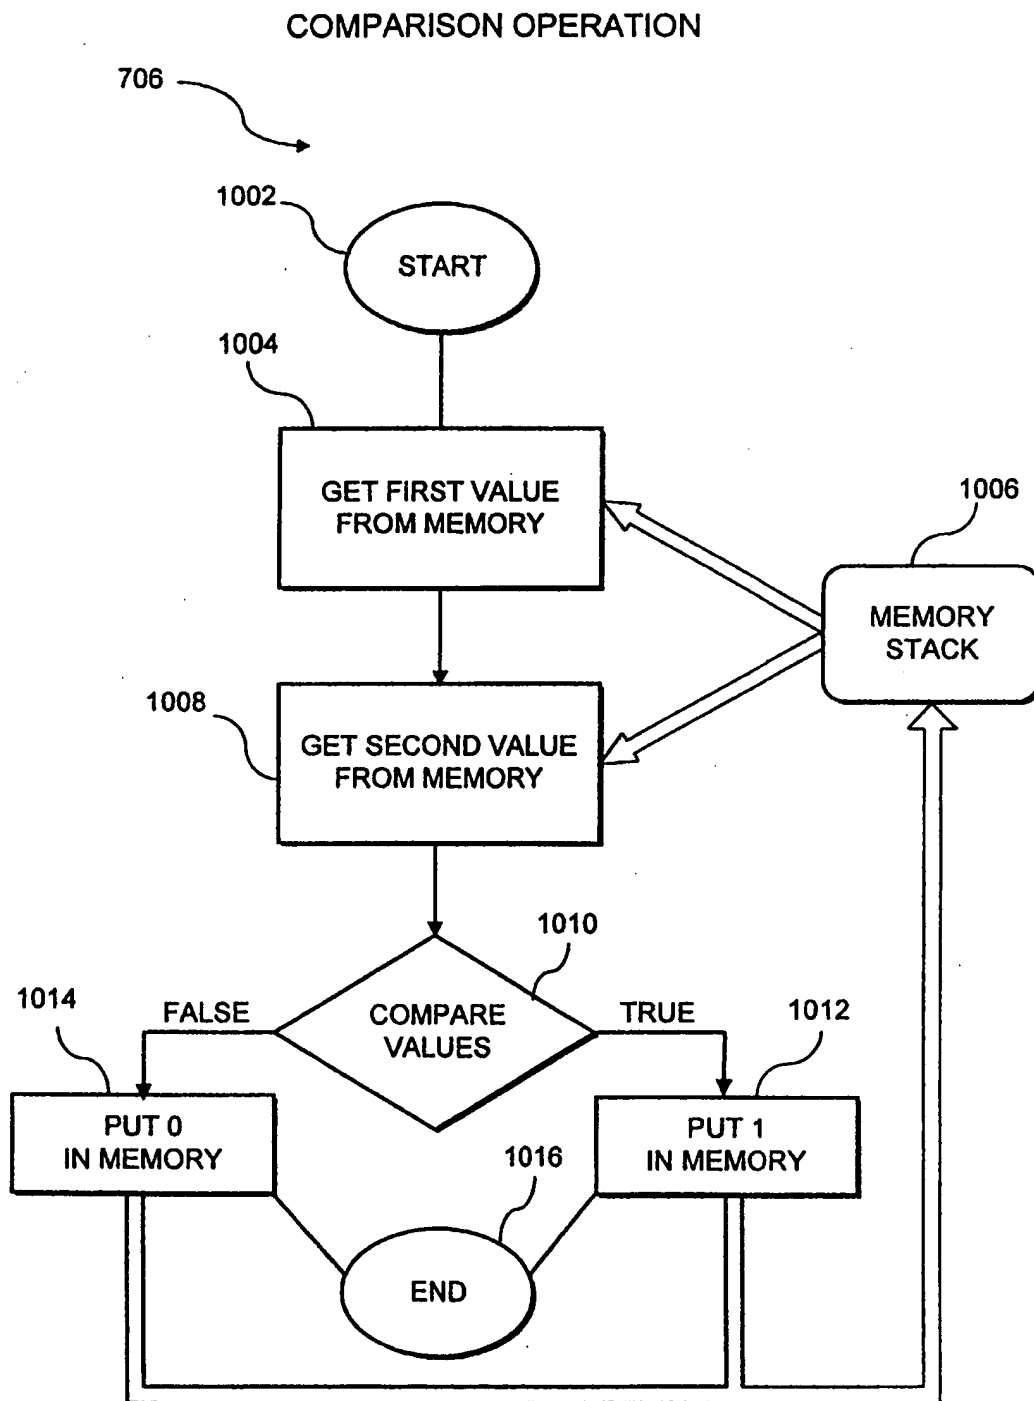 COMPARISON OPERATION
706
1002
START
1004
GET FIRST VALUE
FROM MEMORY
1006
MEMORY
STACK
1008
GET SECOND VALUE
FROM MEMORY
1010
COMPARE
VALUES
FALSE
TRUE
1014
PUT 0
IN MEMORY
1012
PUT 1
IN MEMORY
1016
END